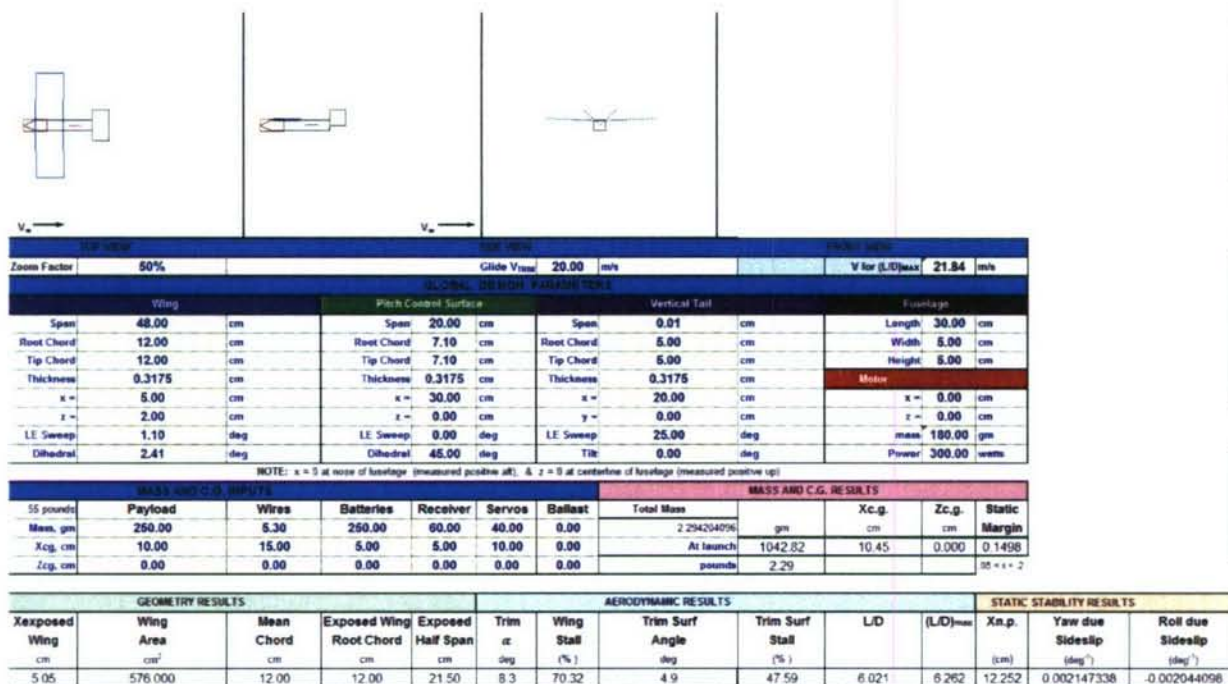 V∞
V∞
TOP VIEW SIDE VIEW FRONT VIEW
Zoom Factor 50% Glide VTRIM 20.00 m/s V for (L/D)MAX 21.84 m/s
GLOBAL DESIGN PARAMETERS
Wing Pitch Control Surface Vertical Tail Fuselage
Span 48.00 cm Span 20.00 cm Span 0.01 cm Length 30.00 cm
Root Chord 12.00 cm Root Chord 7.10 cm Root Chord 5.00 cm Width 5.00 cm
Tip Chord 12.00 cm Tip Chord 7.10 cm Tip Chord 5.00 cm Height 5.00 cm
Thickness 0.3175 cm Thickness 0.3175 cm Thickness 0.3175 cm Motor
x = 5.00 cm x = 30.00 cm x = 20.00 cm x = 0.00 cm
z = 2.00 cm z = 0.00 cm y = 0.00 cm z = 0.00 cm
LE Sweep 1.10 deg LE Sweep 0.00 deg LE Sweep 25.00 deg mass 180.00 gm
Dihedral 2.41 deg Dihedral 45.00 deg Tilt 0.00 deg Power 300.00 watts
NOTE: x = 0 at nose of fuselage (measured positive aft), & z = 0 at centerline of fuselage (measured positive up)
MASS AND C.G. INPUTS MASS AND C.G. RESULTS
55 pounds Payload Wires Batteries Receiver Servos Ballast Total Mass Xc.g. Zc.g. Static
Mass, gm 250.00 5.30 250.00 60.00 40.00 0.00 2.294204096 gm cm cm Margin
Xcg, cm 10.00 15.00 5.00 5.00 10.00 0.00 At launch 1042.82 10.45 0.000 0.1498
Zcg, cm 0.00 0.00 0.00 0.00 0.00 0.00 pounds 2.29
GEOMETRY RESULTS AERODYNAMIC RESULTS STATIC STABILITY RESULTS
Xexposed Wing Mean Exposed Wing Exposed Trim Wing Trim Surf Trim Surf L/D (L/D)max Xn.p. Yaw due Roll due
Wing Area Chord Root Chord Half Span α Stall Angle Stall Sideslip Sideslip
cm cm² cm cm cm deg (%) deg (%) (cm) (deg⁻¹) (deg⁻¹)
5.05 576.000 12.00 12.00 21.50 8.3 70.32 4.9 47.59 6.021 6.262 12.252 0.002147338 -0.002044098